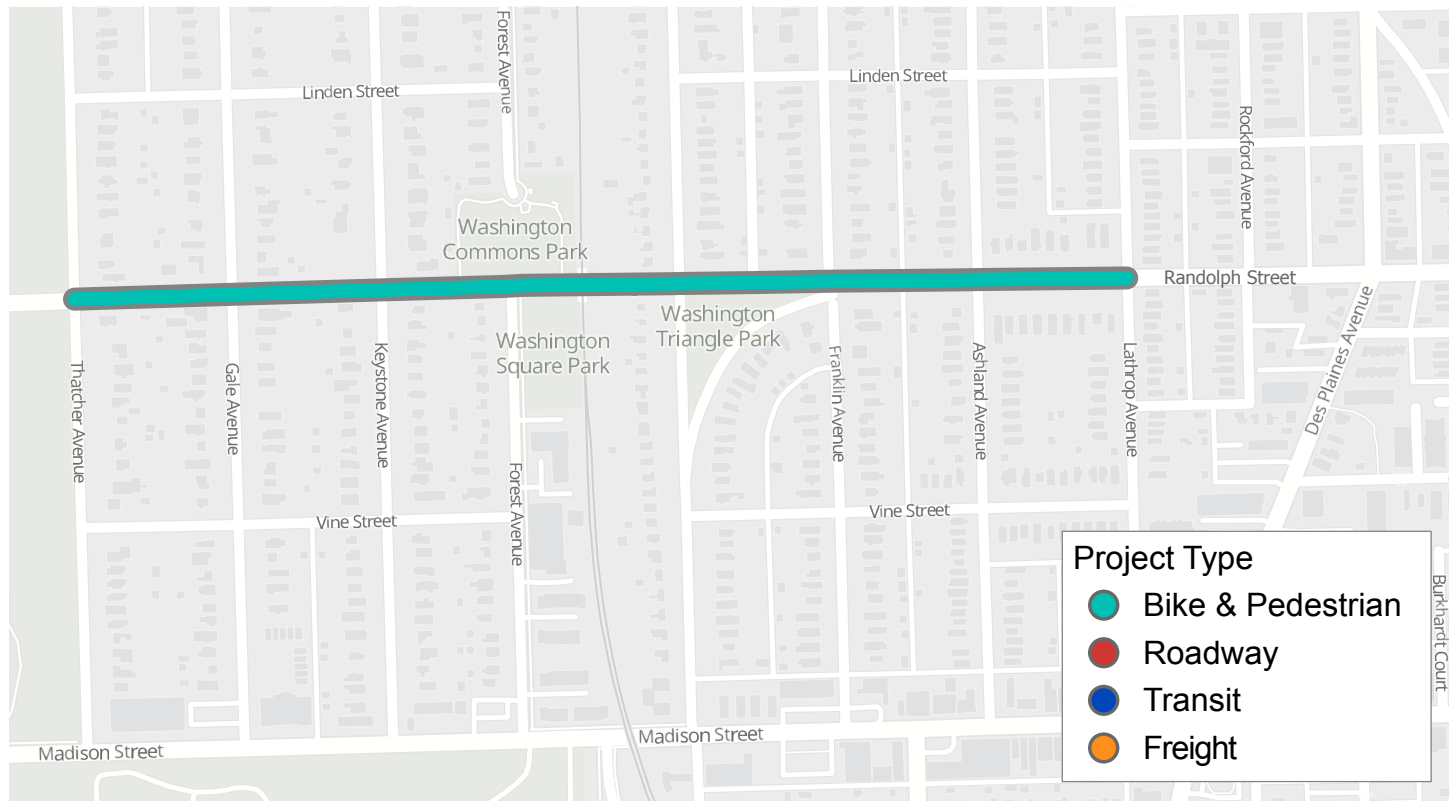 Forest Avenue
Linden Street
Linden Street
Rockford Avenue
Washington
Commons Park
Randolph Street
Washington
Triangle Park
Washington
Square Park
Thatcher Avenue
Gale Avenue
Keystone Avenue
Franklin Avenue
Ashland Avenue
Lathrop Avenue
Des Plaines Avenue
Forest Avenue
Vine Street
Vine Street
Madison Street
Madison Street
Burkhardt Court
Project Type
Bike & Pedestrian
Roadway
Transit
Freight